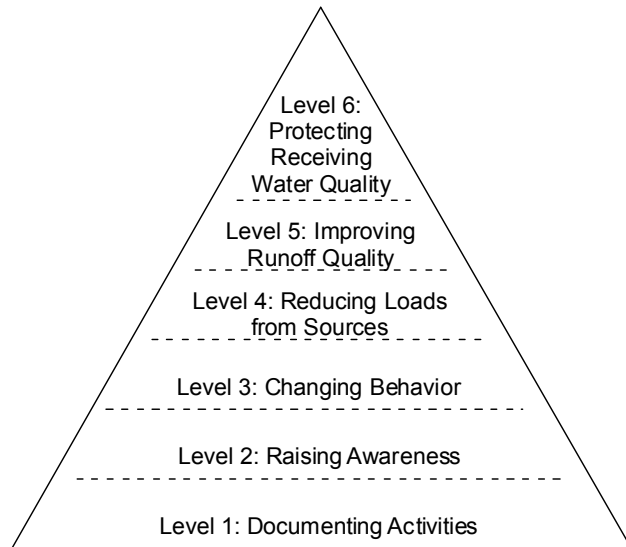 Level 6:
Protecting
Receiving
Water Quality
Level 5: Improving
Runoff Quality
Level 4: Reducing Loads
from Sources
Level 3: Changing Behavior
Level 2: Raising Awareness
Level 1: Documenting Activities